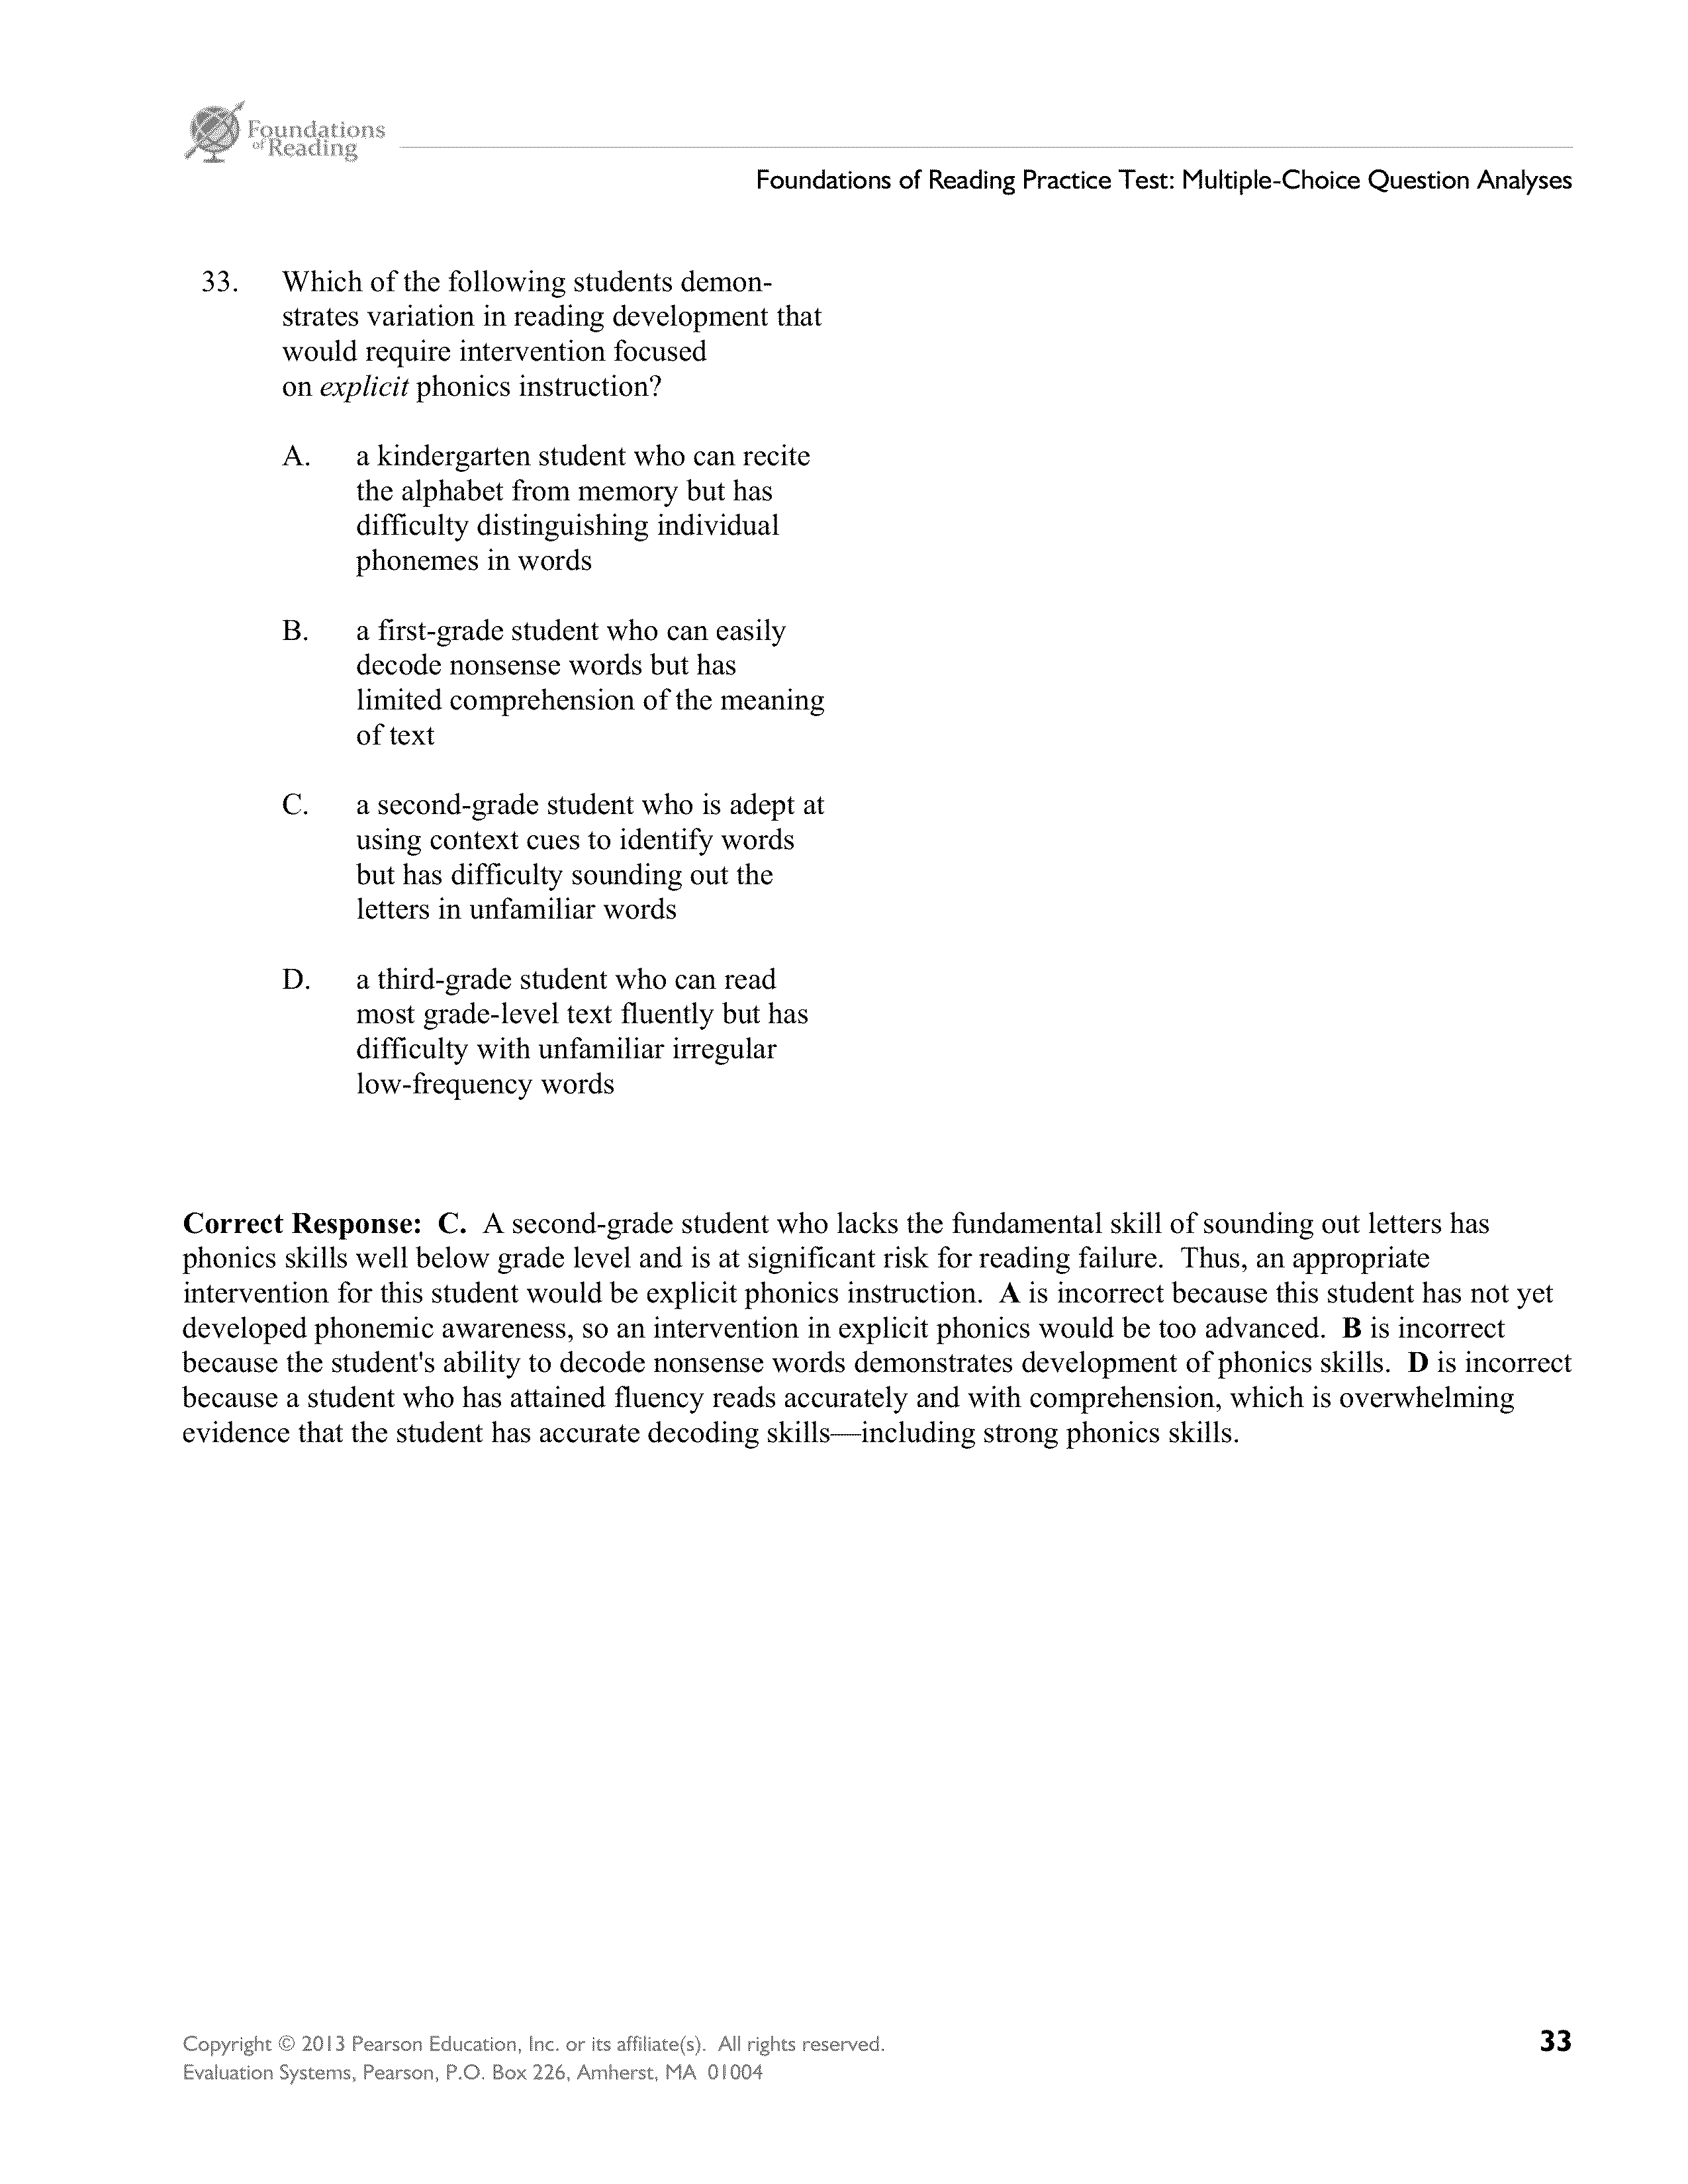 Foundations
of Reading
Foundations of Reading Practice Test: Multiple-Choice Question Analyses
33. Which of the following students demon-
strates variation in reading development that
would require intervention focused
on explicit phonics instruction?
A. a kindergarten student who can recite
the alphabet from memory but has
difficulty distinguishing individual
phonemes in words
B. a first-grade student who can easily
decode nonsense words but has
limited comprehension of the meaning
of text
C. a second-grade student who is adept at
using context cues to identify words
but has difficulty sounding out the
letters in unfamiliar words
D. a third-grade student who can read
most grade-level text fluently but has
difficulty with unfamiliar irregular
low-frequency words
Correct Response: C. A second-grade student who lacks the fundamental skill of sounding out letters has
phonics skills well below grade level and is at significant risk for reading failure. Thus, an appropriate
intervention for this student would be explicit phonics instruction. A is incorrect because this student has not yet
developed phonemic awareness, so an intervention in explicit phonics would be too advanced. B is incorrect
because the student's ability to decode nonsense words demonstrates development of phonics skills. D is incorrect
because a student who has attained fluency reads accurately and with comprehension, which is overwhelming
evidence that the student has accurate decoding skills—including strong phonics skills.
Copyright © 2013 Pearson Education, Inc. or its affiliate(s). All rights reserved.
Evaluation Systems, Pearson, P.O. Box 226, Amherst, MA 01004
33